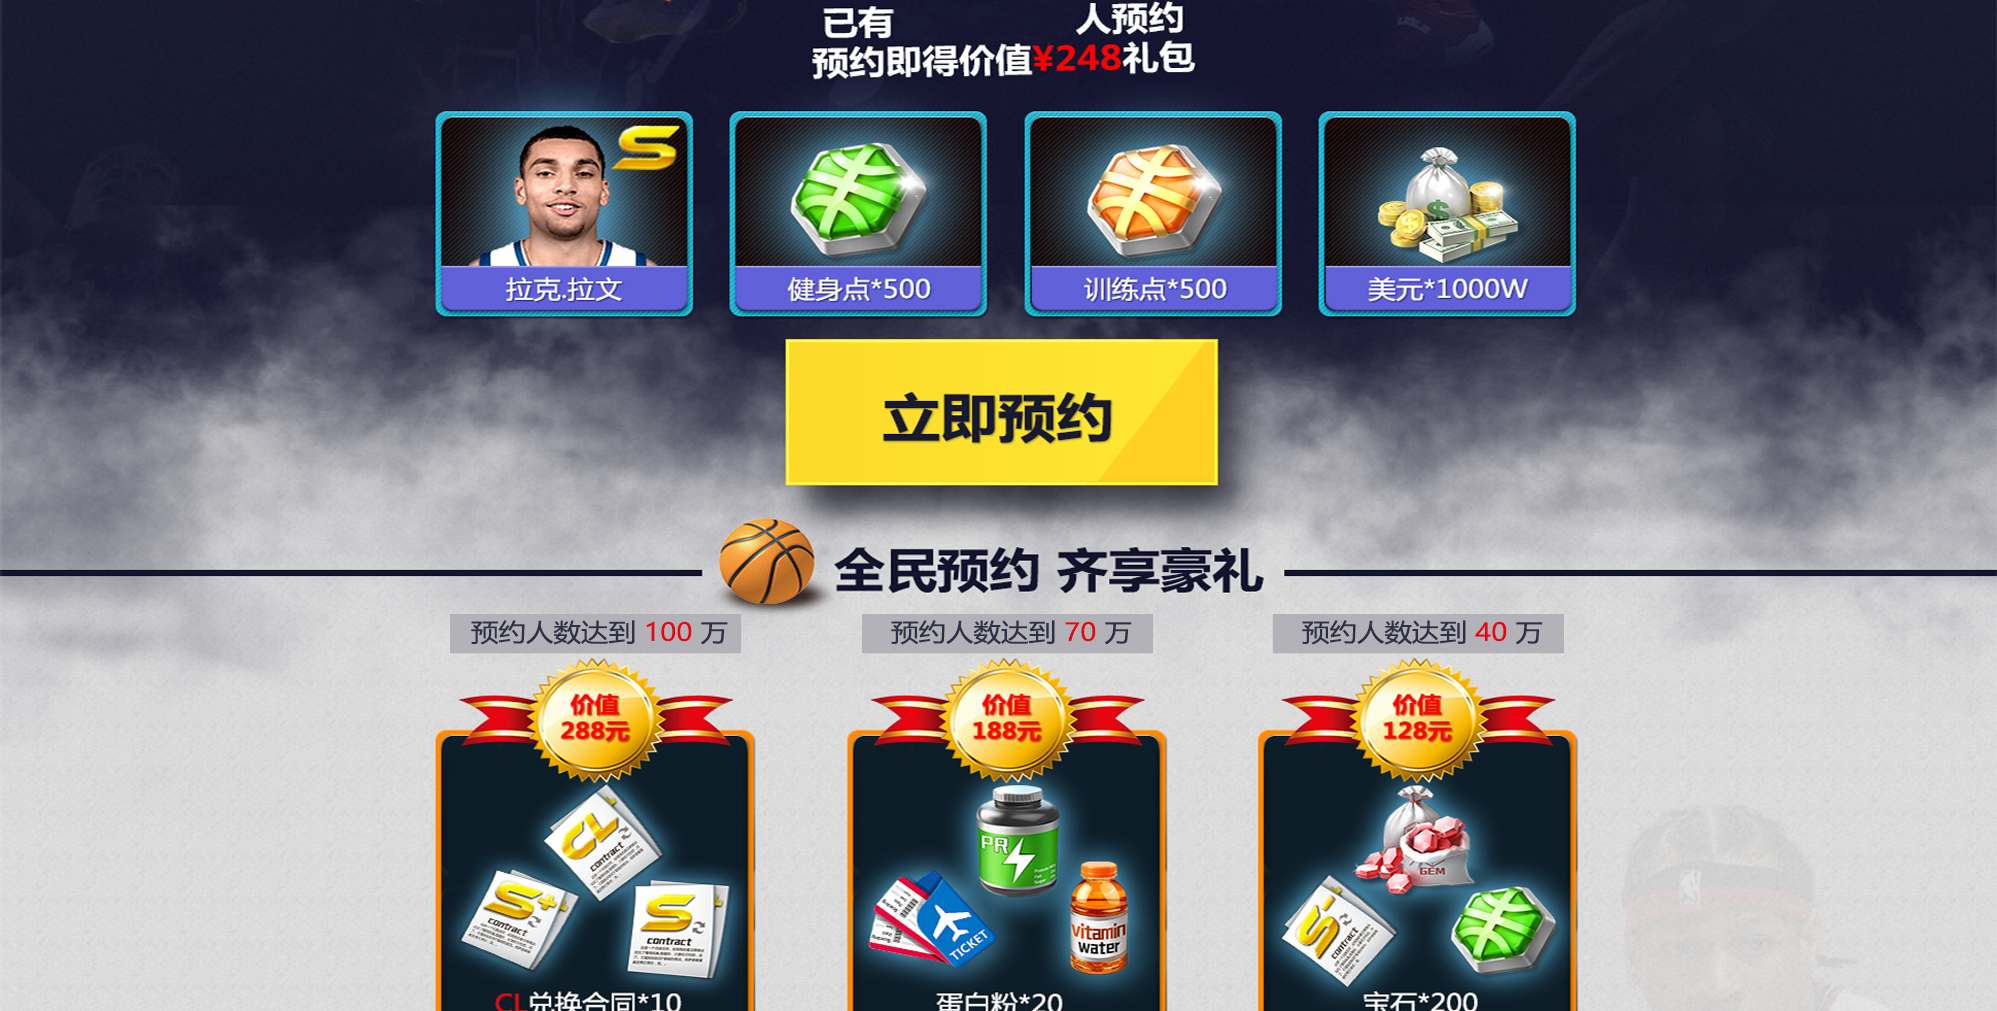 已有 人预约
预约即得价值¥248礼包
S
拉克.拉文
健身点*500
训练点*500
$
美元*1000W
立即预约
全民预约 齐享豪礼
预约人数达到 100 万
预约人数达到 70 万
预约人数达到 40 万
价值
288元
价值
188元
价值
128元
CL
contract
S+
contract
S
contract
PR
TICKET
vitamin
water
GEM
S-
contract
CL兑换合同*10
蛋白粉*20
宝石*200